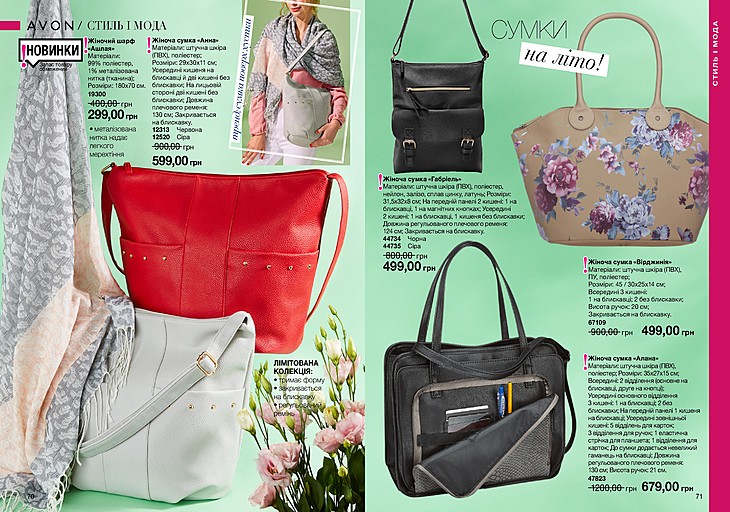 AVON / СТИЛЬ І МОДА
НОВИНКИ
Запас товару
обмежений
Жіночий шарф
«Ашлая»
Матеріали:
99% поліестер,
1% металізована
нитка (тканина);
Розміри: 180х70 см.
19300
400,00 грн
299,00 грн
• металізована
нитка надає
легкого
мерехтіння
Жіноча сумка «Анна»
Матеріали: штучна шкіра
(ПВХ), поліестер;
Розміри: 29х30х11 см;
Усередині кишеня на
блискавці й дві кишені без
блискавки; На лицьовій
стороні дві кишені без
блискавки; Довжина
плечового ременя:
130 см; Закривається
на блискавку.
12313 Червона
12520 Сіра
900,00 грн
599,00 грн
тренд: сумка повсякчас
ЛІМІТОВАНА
КОЛЕКЦІЯ:
• тримає форму
• закривається
на блискавку
• регульований
ремінь
70
СУМКИ
на літо!
СТИЛЬ І МОДА
Жіноча сумка «Габріель»
Матеріали: штучна шкіра (ПВХ), поліестер,
нейлон, залізо, сплав цинку, латунь; Розміри:
31,5х32х8 см; На передній панелі 2 кишені: 1 на
блискавці, 1 на магнітних кнопках; Усередині
2 кишені: 1 на блискавці, 1 кишеня без блискавки;
Довжина регульованого плечового ременя:
124 см; Закривається на блискавку.
44734 Чорна
44735 Сіра
800,00 грн
499,00 грн
Жіноча сумка «Вірджинія»
Матеріали: штучна шкіра (ПВХ),
ПУ, поліестер;
Розміри: 45 / 30х25х14 см;
Всередині 3 кишені:
1 на блискавці; 2 без блискавки;
Висота ручок: 20 см;
Закривається на блискавку.
67109
900,00 грн 499,00 грн
Жіноча сумка «Алана»
Матеріали: штучна шкіра (ПВХ),
поліестер; Розміри: 35х27х15 см;
Всередині: 2 відділення (основне на
блискавці, друге на кнопці);
Усередині основного відділення
3 кишені: 1 на блискавці; 2 без
блискавки; На передній панелі 1 кишеня
на блискавці; Усередині зовнішньої
кишені: 5 відділень для карток;
3 відділення для ручок; 1 еластична
стрічка для планшета; 1 відділення для
карток; До сумки додається невеликий
гаманець на блискавці; Довжина
регульованого плечового ременя:
130 см; Висота ручок: 21 см.
47823
1200,00 грн 679,00 грн
71